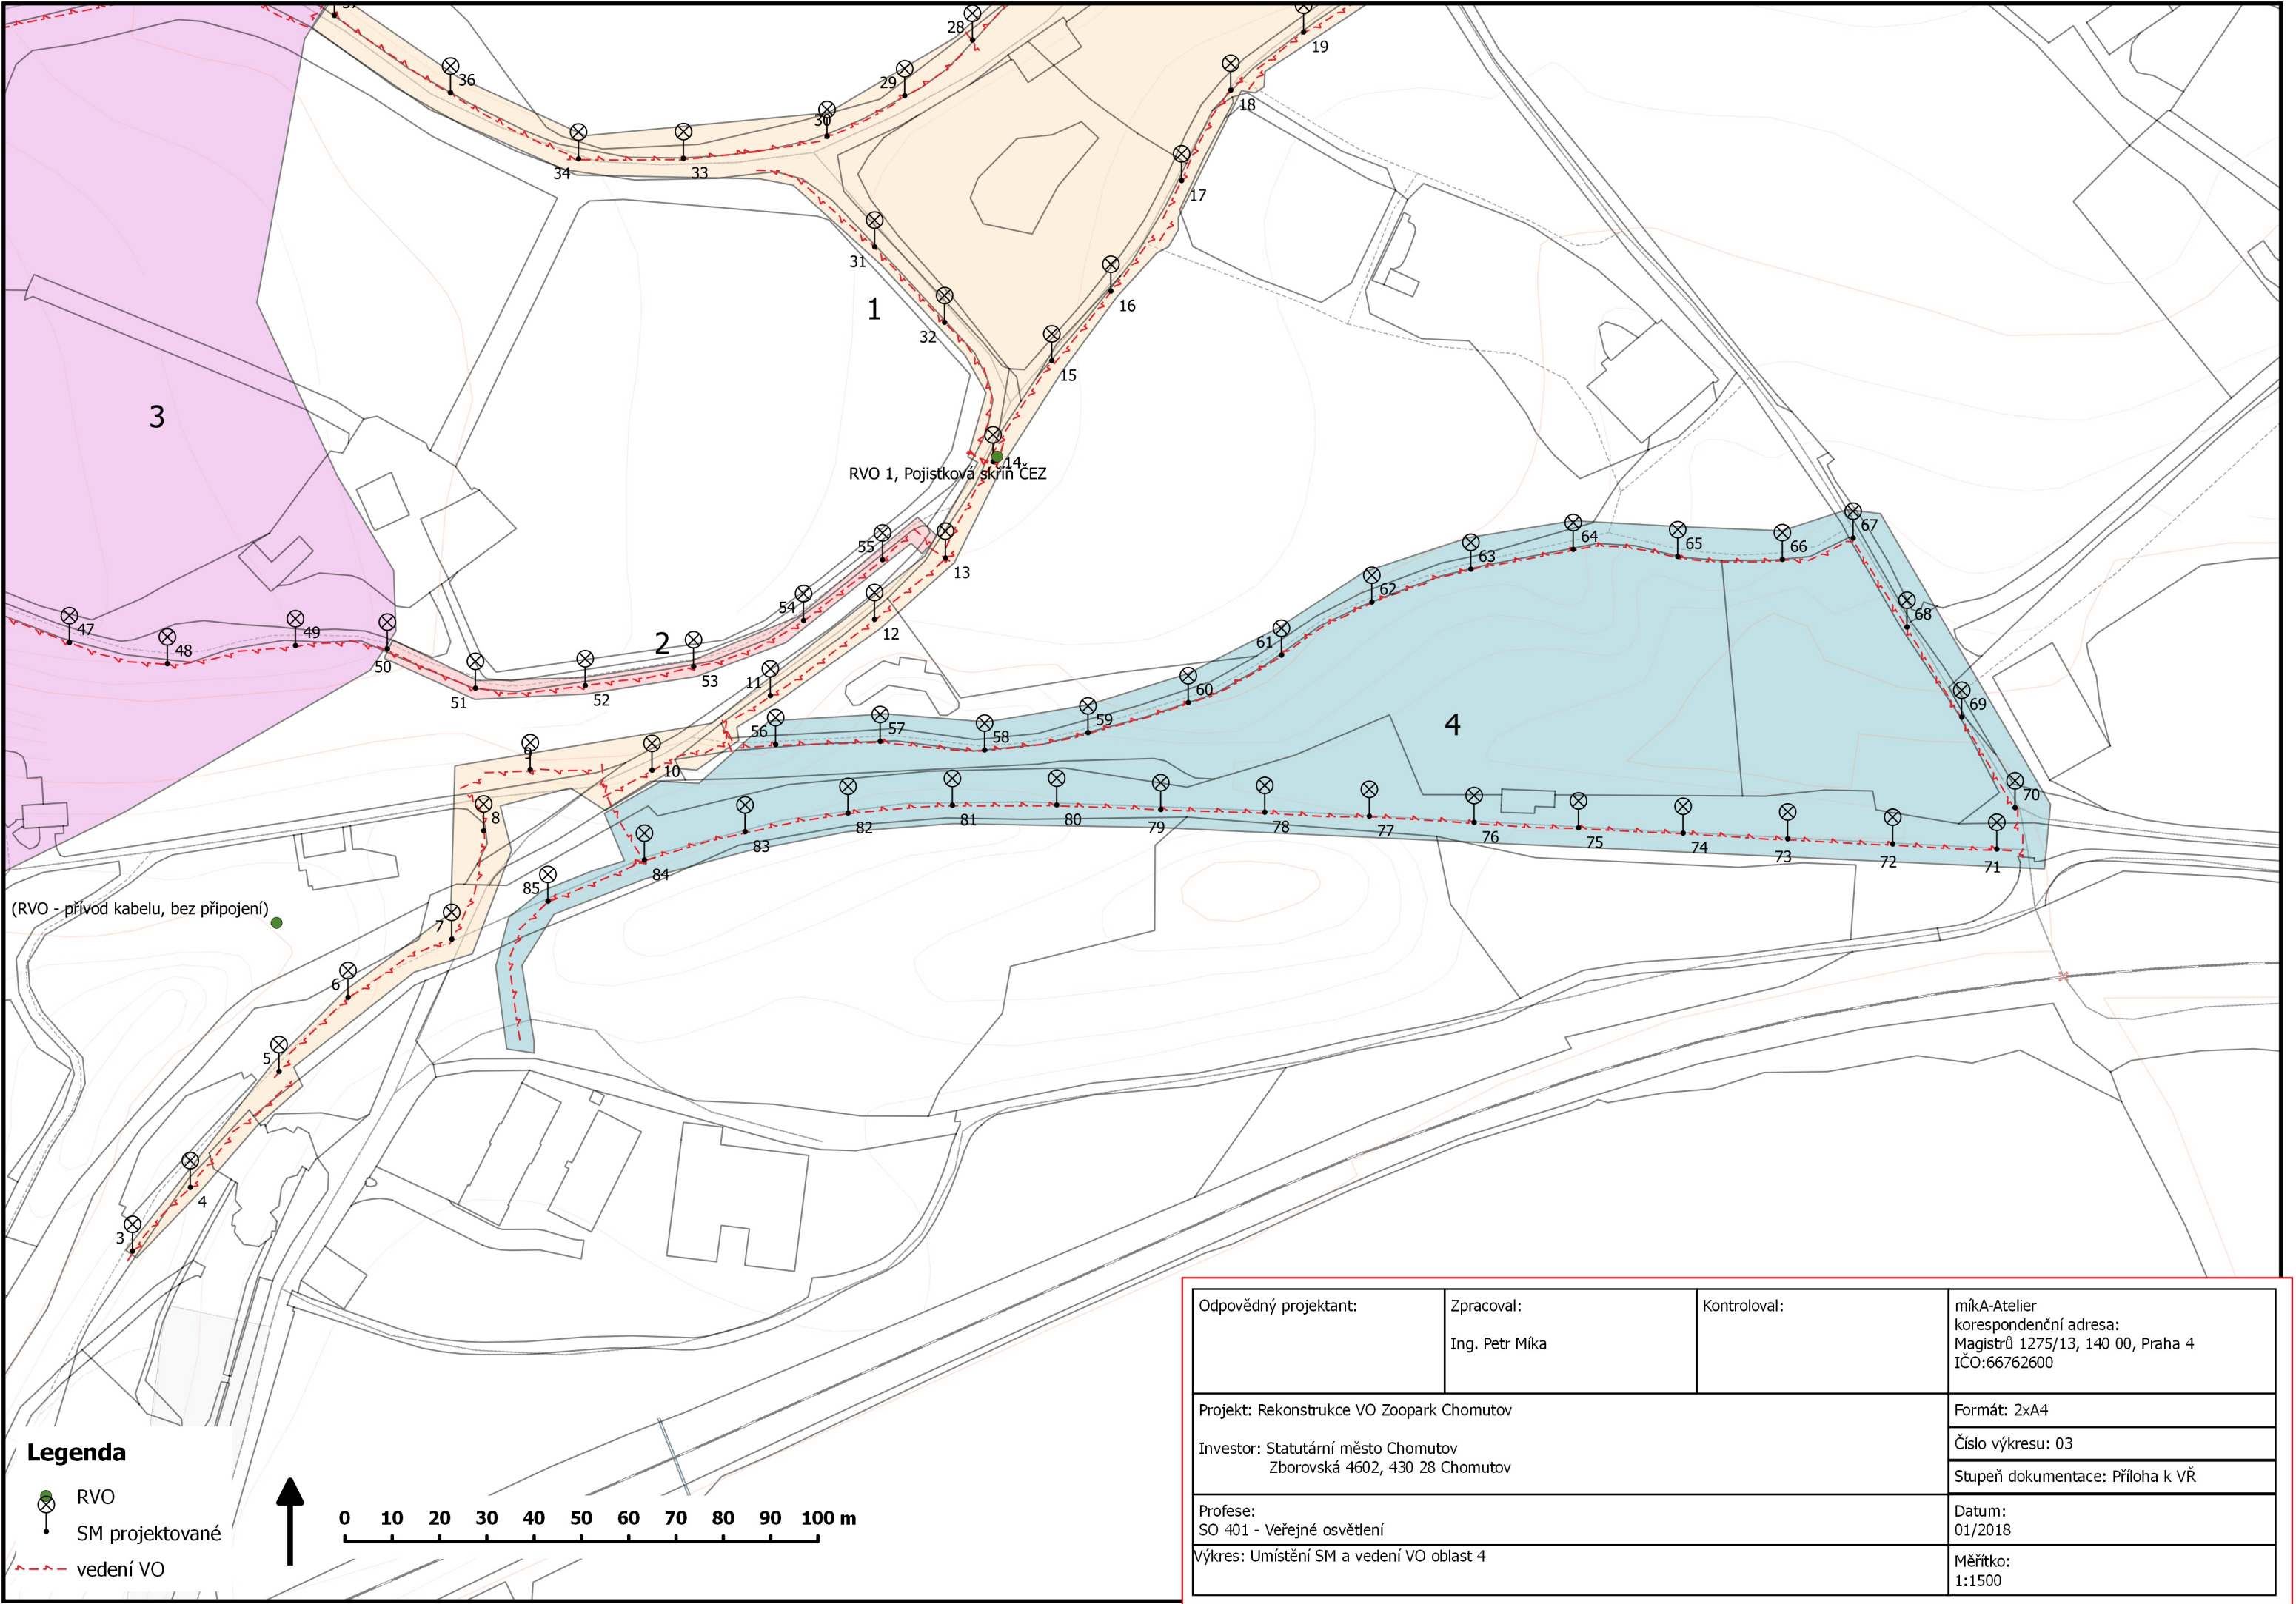 37
28
19
36
29
18
30
34
33
17
31
1
16
32
15
3
14
RVO 1, Pojistková skříň ČEZ
67
64
65
66
55
13
63
62
54
68
47
12
49
48
2
61
50
53
11
60
69
51
52
59
56
57
58
4
9
10
70
8
82
81
80
79
78
77
76
75
83
74
73
72
71
84
85
(RVO - přívod kabelu, bez připojení)
7
6
5
4
3
Odpovědný projektant:
Zpracoval:
Ing. Petr Míka
Kontroloval:
míkA-Atelier
korespondenční adresa:
Magistrů 1275/13, 140 00, Praha 4
IČO:66762600
Projekt: Rekonstrukce VO Zoopark Chomutov
Investor: Statutární město Chomutov
Zborovská 4602, 430 28 Chomutov
Formát: 2xA4
Číslo výkresu: 03
Stupeň dokumentace: Příloha k VŘ
Profese:
SO 401 - Veřejné osvětlení
Datum:
01/2018
Výkres: Umístění SM a vedení VO oblast 4
Měřítko:
1:1500
Legenda
RVO
SM projektované
vedení VO
0 10 20 30 40 50 60 70 80 90 100 m